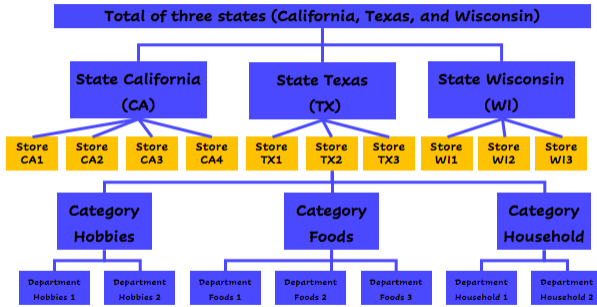 Total of three states (California, Texas, and Wisconsin)
State California
(CA)
State Texas
(TX)
State Wisconsin
(WI)
Store
CA1
Store
CA2
Store
CA3
Store
CA4
Store
TX1
Store
TX2
Store
TX3
Store
WI1
Store
WI2
Store
WI3
Category
Hobbies
Category
Foods
Category
Household
Department
Hobbies 1
Department
Hobbies 2
Department
Foods 1
Department
Foods 2
Department
Foods 3
Department
Household 1
Department
Household 2